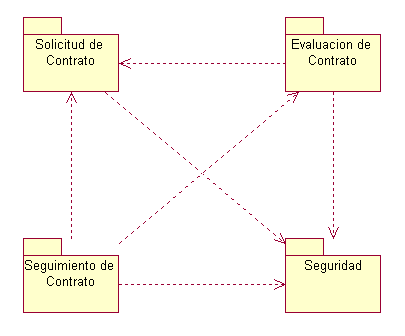 Solicitud de
Contrato
Evaluacion de
Contrato
Seguimiento de
Contrato
Seguridad